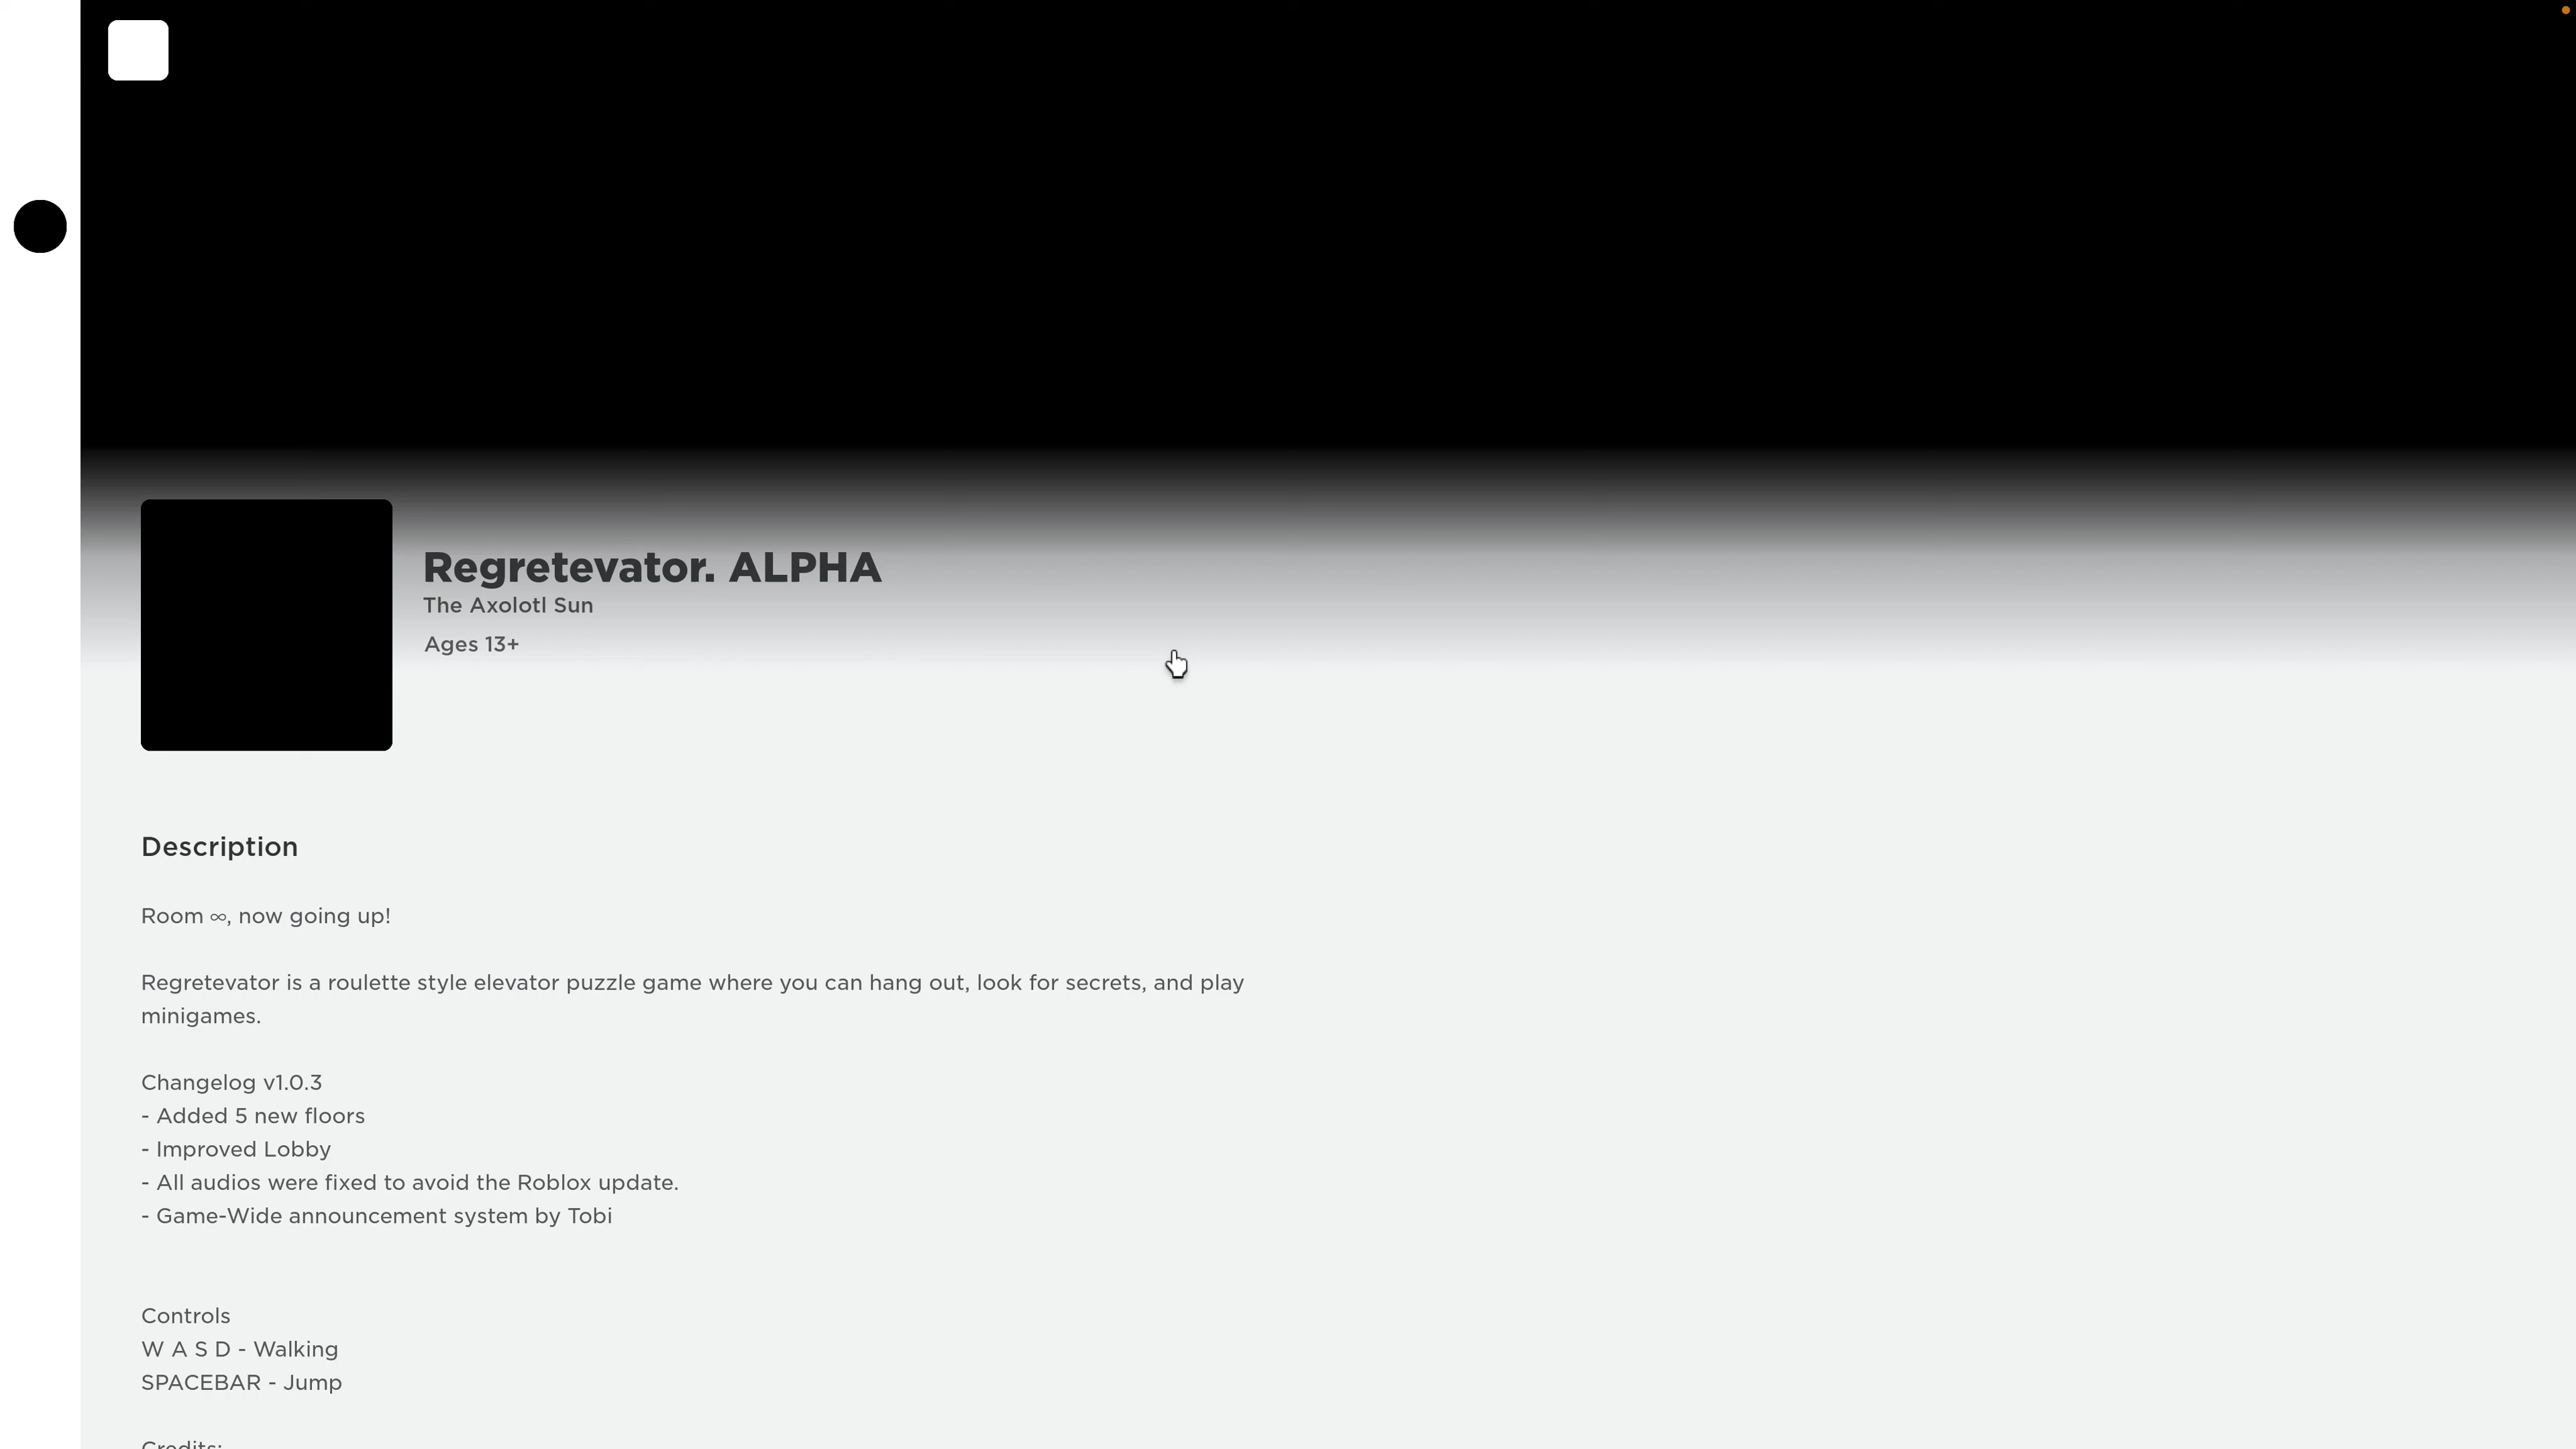 Regretevator. ALPHA
The Axolotl Sun
Ages 13+
Description
Room ∞, now going up!
Regretevator is a roulette style elevator puzzle game where you can hang out, look for secrets, and play
minigames.
Changelog v1.0.3
- Added 5 new floors
- Improved Lobby
- All audios were fixed to avoid the Roblox update.
- Game-Wide announcement system by Tobi
Controls
W A S D - Walking
SPACEBAR - Jump
Credits: